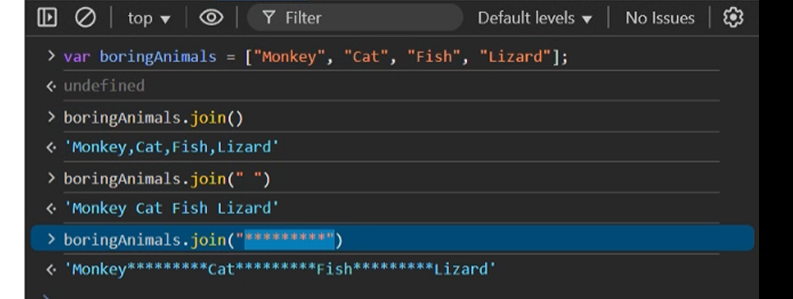 top Filter Default levels No Issues
> var boringAnimals = ["Monkey", "Cat", "Fish", "Lizard"];
undefined
> boringAnimals.join()
'Monkey,Cat,Fish,Lizard'
> boringAnimals.join(" ")
'Monkey Cat Fish Lizard'
> boringAnimals.join("*********")
'Monkey*********Cat*********Fish*********Lizard'